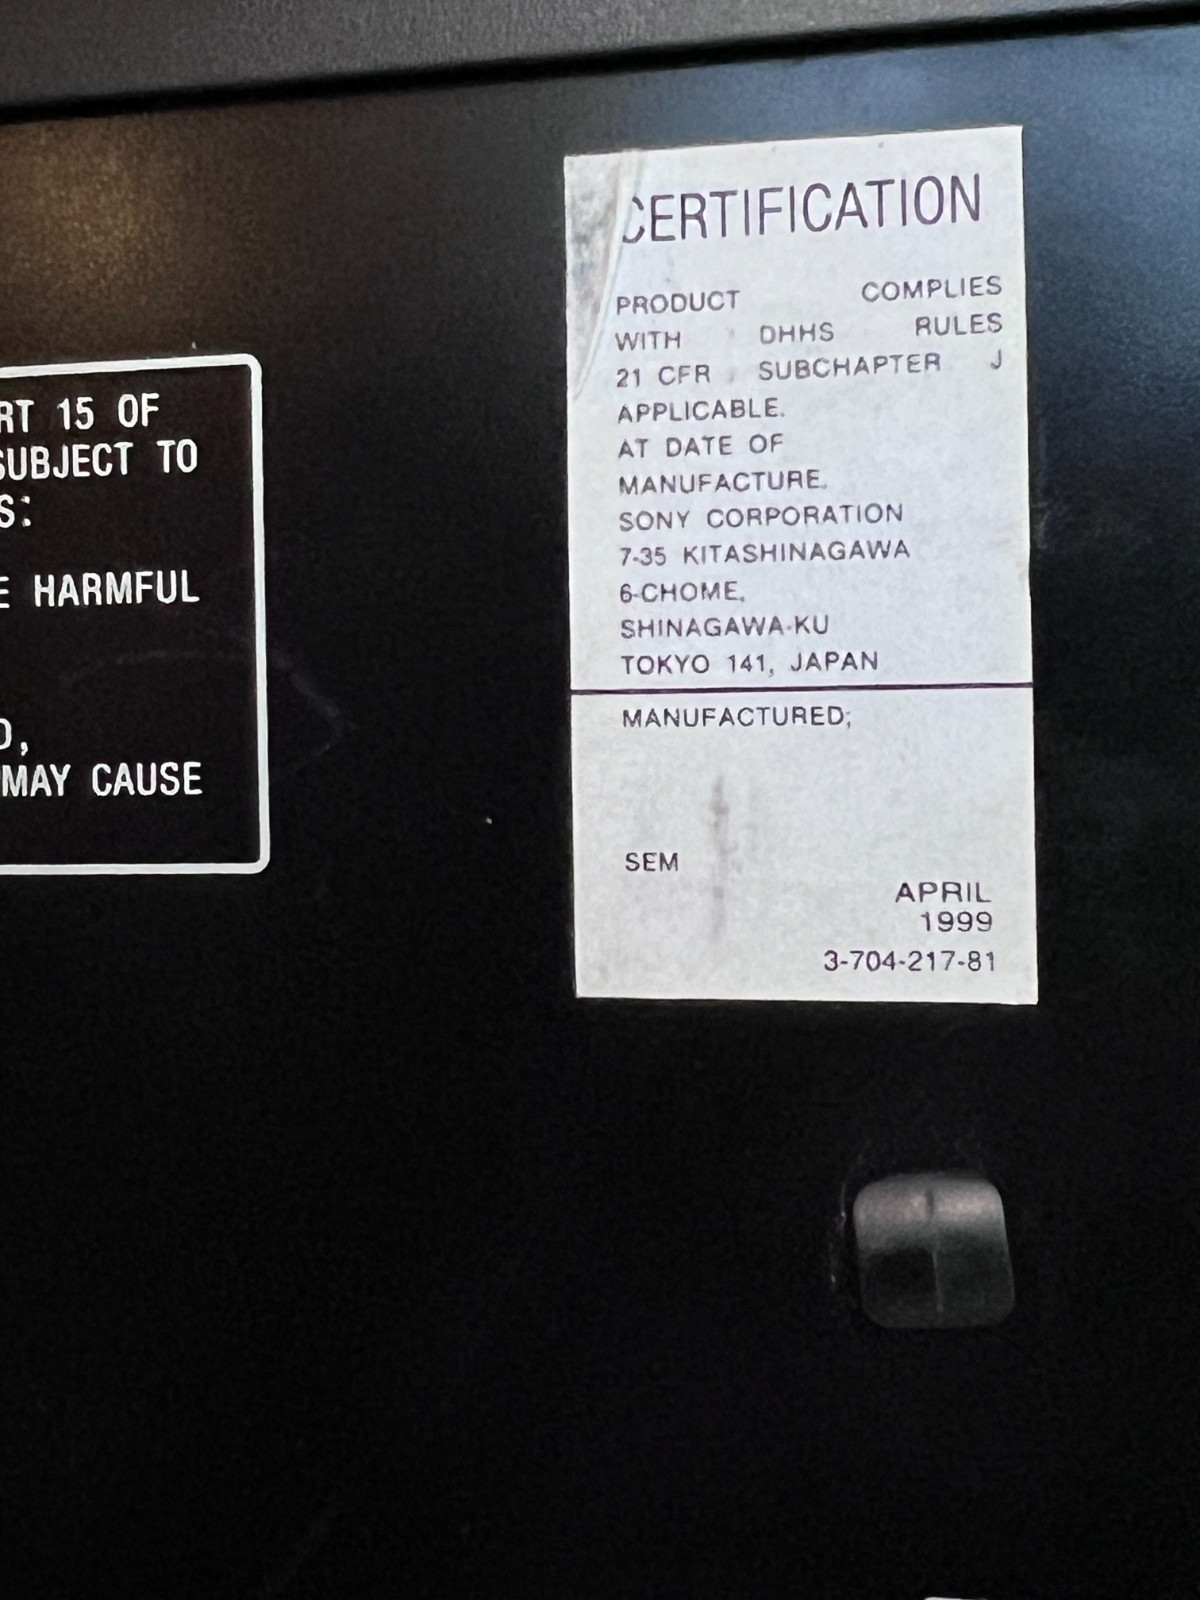 RT 15 OF
SUBJECT TO
S:
E HARMFUL
D,
MAY CAUSE
CERTIFICATION
PRODUCT COMPLIES
WITH DHHS RULES
21 CFR SUBCHAPTER J
APPLICABLE.
AT DATE OF
MANUFACTURE.
SONY CORPORATION
7-35 KITASHINAGAWA
6-CHOME,
SHINAGAWA-KU
TOKYO 141, JAPAN
MANUFACTURED;
SEM
APRIL
1999
3-704-217-81